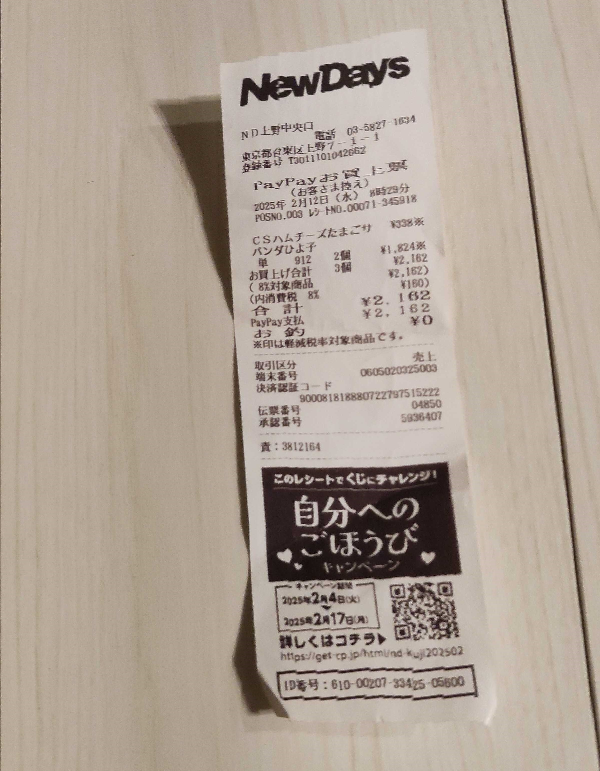 NewDays
ND上野中央口
電話 03-5827-1634
東京都台東区上野7-1-1
登録番号 T3011101042662
PayPayお買上票
(お客さま控え)
2025年 2月12日(水) 8時29分
POSNO.003 レシートNO.00071-345918
CSハムチーズたまごサ ¥338※
パンダひよ子 ¥1,824※
単 912 2個
お買上げ合計 3個 ¥2,162
( 8%対象商品 ¥2,162)
(内消費税 8% ¥160)
合計 ¥2,162
PayPay支払 ¥2,162
お釣 ¥0
※印は軽減税率対象商品です。
取引区分 売上
端末番号 0605020325003
決済認証コード
900081818880722797515222
伝票番号 04850
承認番号 5936407
責:3812164
このレシートでくじにチャレンジ!
自分への
ごほうび
キャンペーン
キャンペーン期間
2025年2月4日(火)
2025年2月17日(月)
詳しくはコチラ▶
https://get-cp.jp/html/nd-kuji202502
ID番号:610-00207-33425-05600